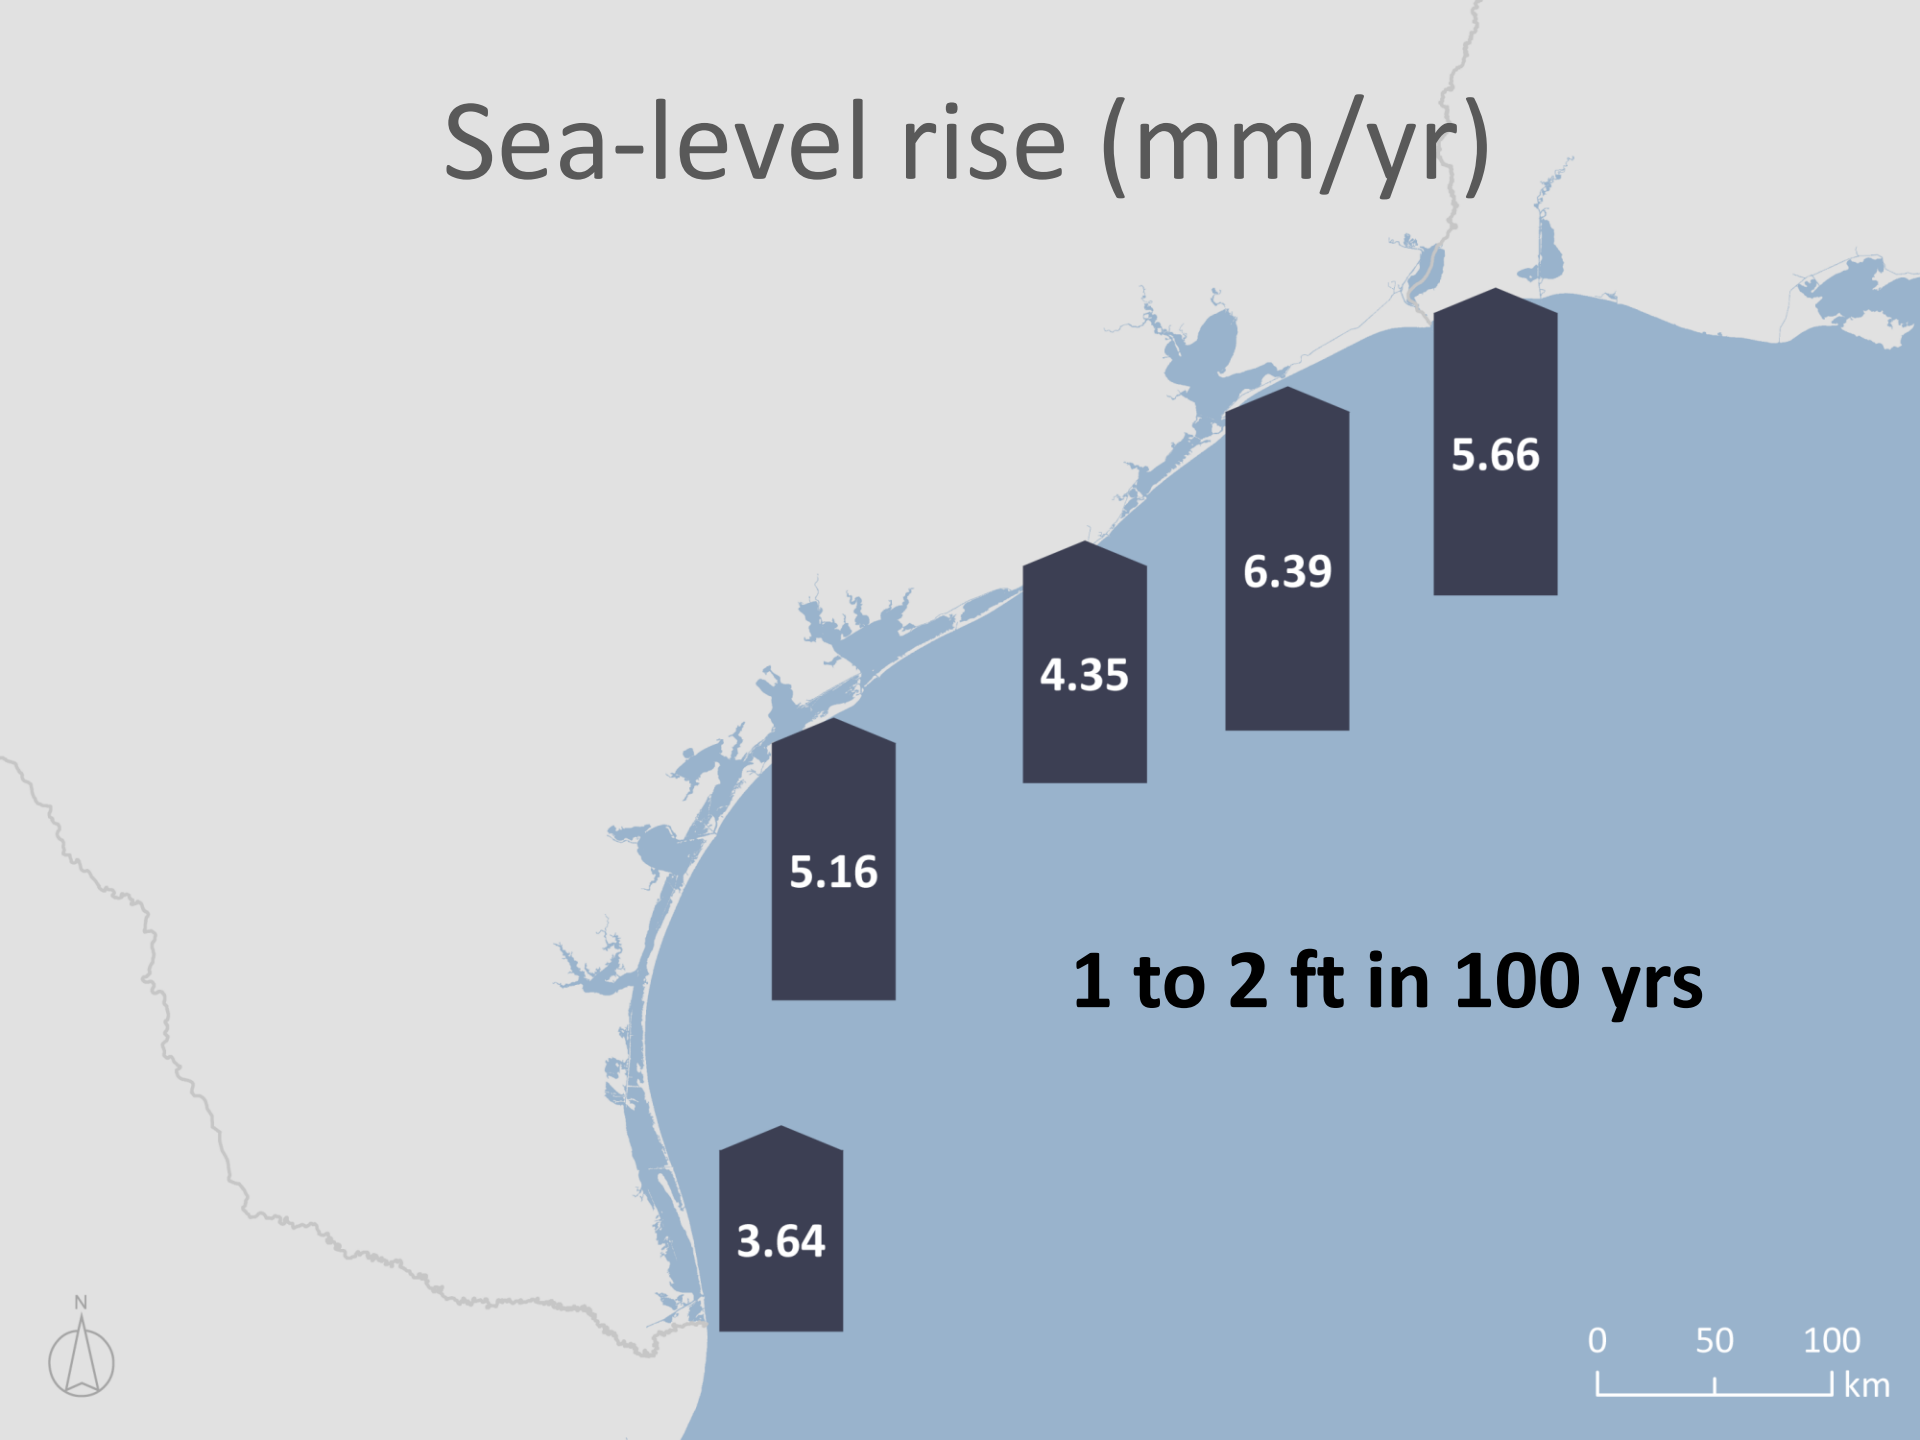 Sea-level rise (mm/yr)
5.66
6.39
4.35
5.16
1 to 2 ft in 100 yrs
3.64
N
0 50 100
km